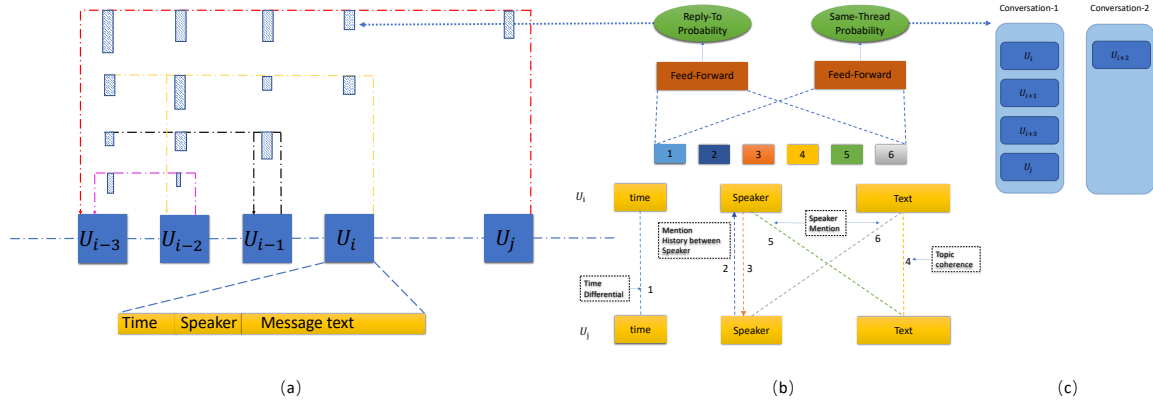 U_{i-3}
U_{i-2}
U_{i-1}
U_i
U_j
Time
Speaker
Message text
(a)
Reply-To
Probability
Same-Thread
Probability
Feed-Forward
Feed-Forward
1
2
3
4
5
6
U_i
time
Speaker
Text
Mention
History between
Speaker
Speaker
Mention
5
6
2
3
4
Topic
coherence
Time
Differential
1
U_j
time
Speaker
Text
(b)
Conversation-1
U_i
U_{i+1}
U_{i+3}
U_j
Conversation-2
U_{i+2}
(c)